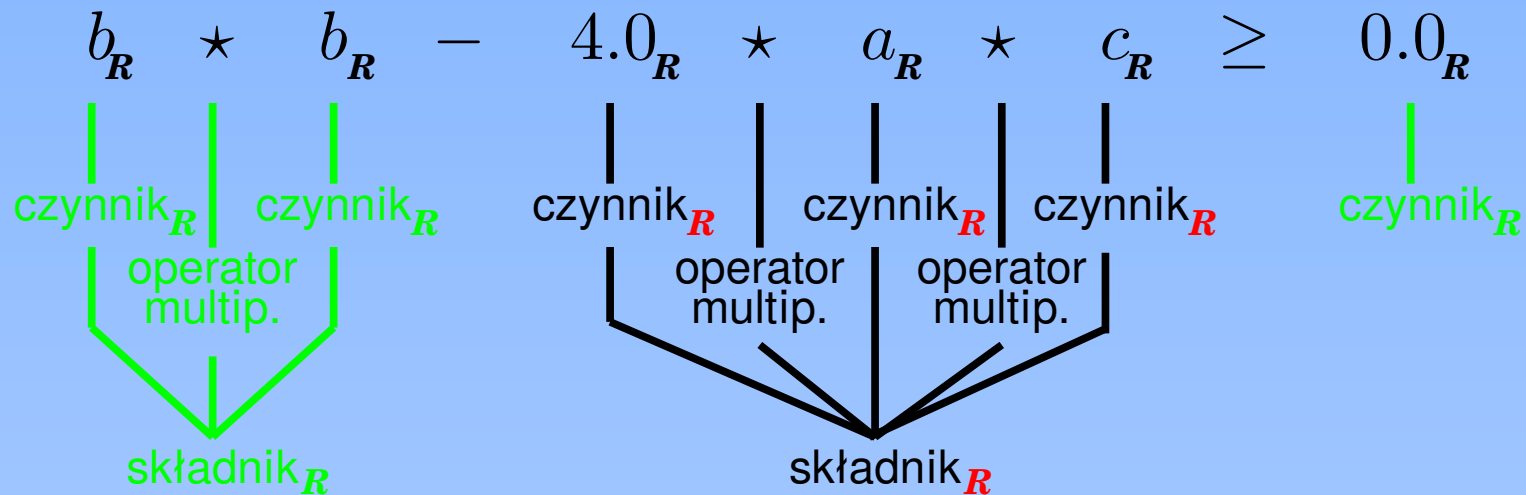 b_R ⋆ b_R − 4.0_R ⋆ a_R ⋆ c_R ≥ 0.0_R
czynnik_R czynnik_R czynnik_R czynnik_R czynnik_R czynnik_R
operator operator operator
multip. multip. multip.
składnik_R składnik_R